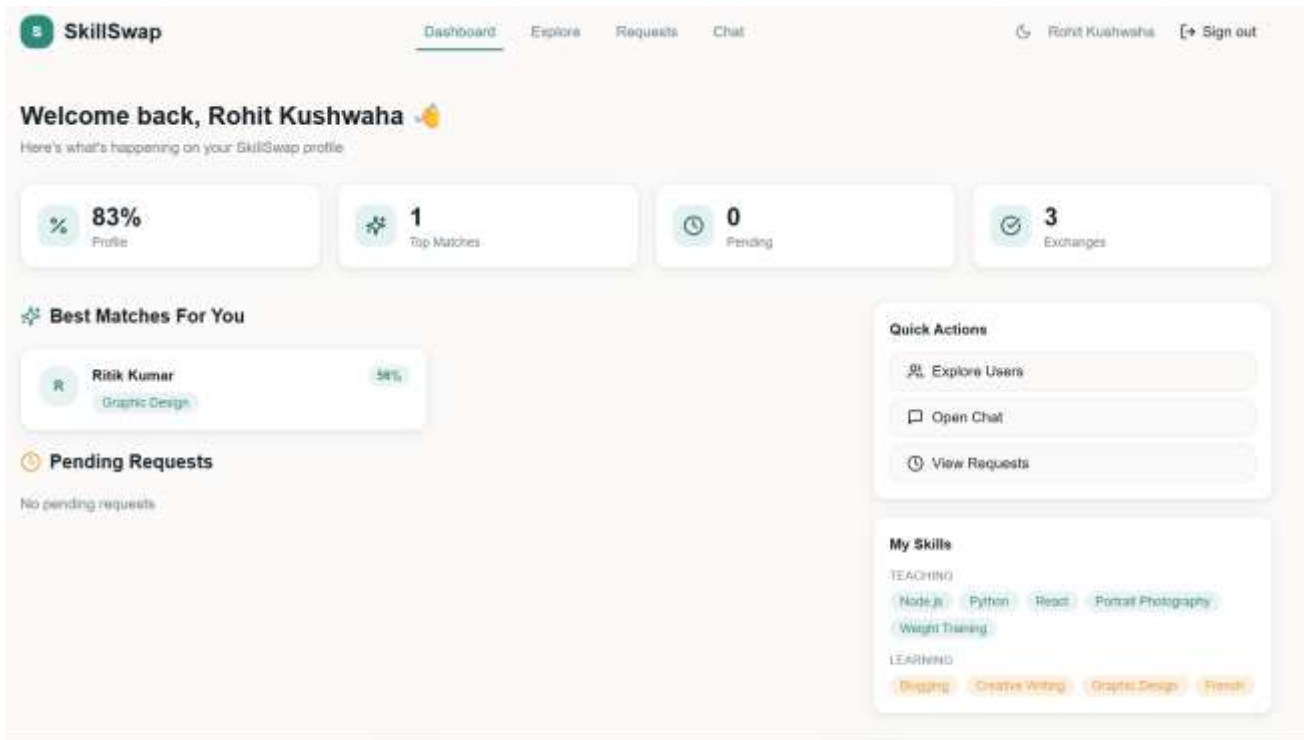 S SkillSwap Dashboard Explore Requests Chat Rohit Kushwaha Sign out
Welcome back, Rohit Kushwaha
Here's what's happening on your SkillSwap profile
83%
Profile
1
Top Matches
0
Pending
3
Exchanges
Best Matches For You
R
Ritik Kumar
Graphic Design
Pending Requests
No pending requests
Quick Actions
Explore Users
Open Chat
View Requests
My Skills
TEACHING
Node.js Python React Portrait Photography
Weight Training
LEARNING
Blogging Creative Writing Graphic Design French